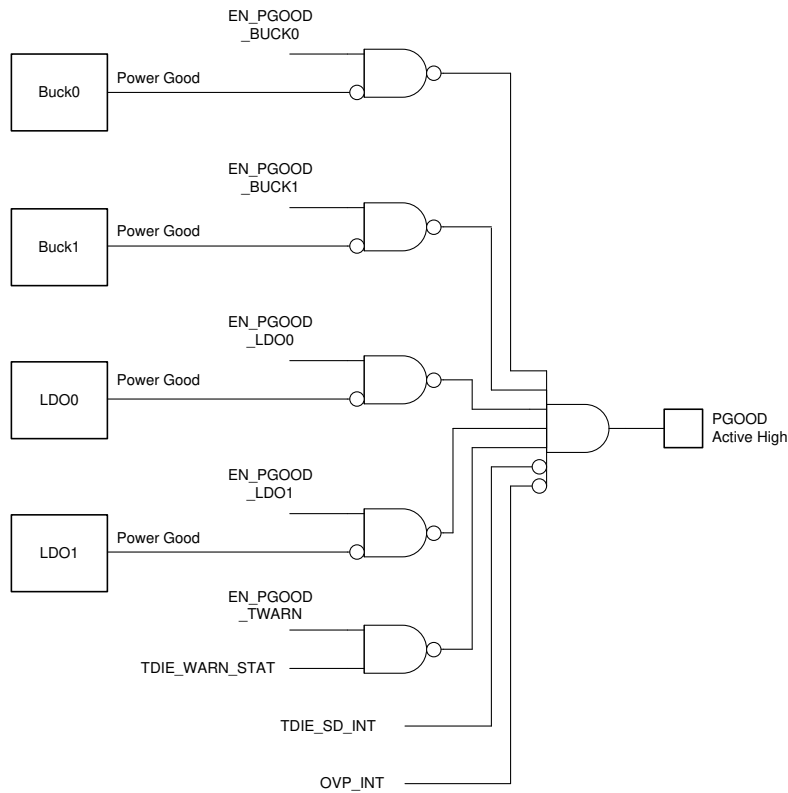 EN_PGOOD
_BUCK0
Buck0
Power Good
EN_PGOOD
_BUCK1
Buck1
Power Good
EN_PGOOD
_LDO0
LDO0
Power Good
PGOOD
Active High
EN_PGOOD
_LDO1
LDO1
Power Good
EN_PGOOD
_TWARN
TDIE_WARN_STAT
TDIE_SD_INT
OVP_INT